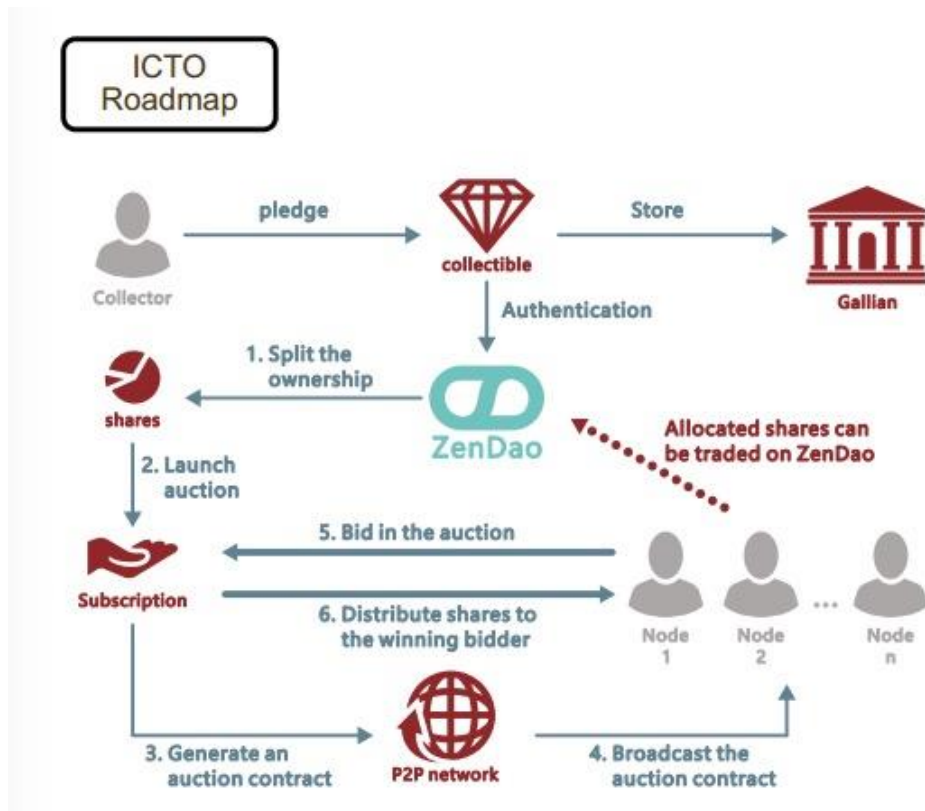 ICTO
Roadmap
pledge
Store
Collector
collectible
Gallian
Authentication
1. Split the
ownership
shares
ZenDao
Allocated shares can
be traded on ZenDao
2. Launch
auction
5. Bid in the auction
Subscription
6. Distribute shares to
the winning bidder
Node
1
Node
2
...
Node
n
3. Generate an
auction contract
P2P network
4. Broadcast the
auction contract